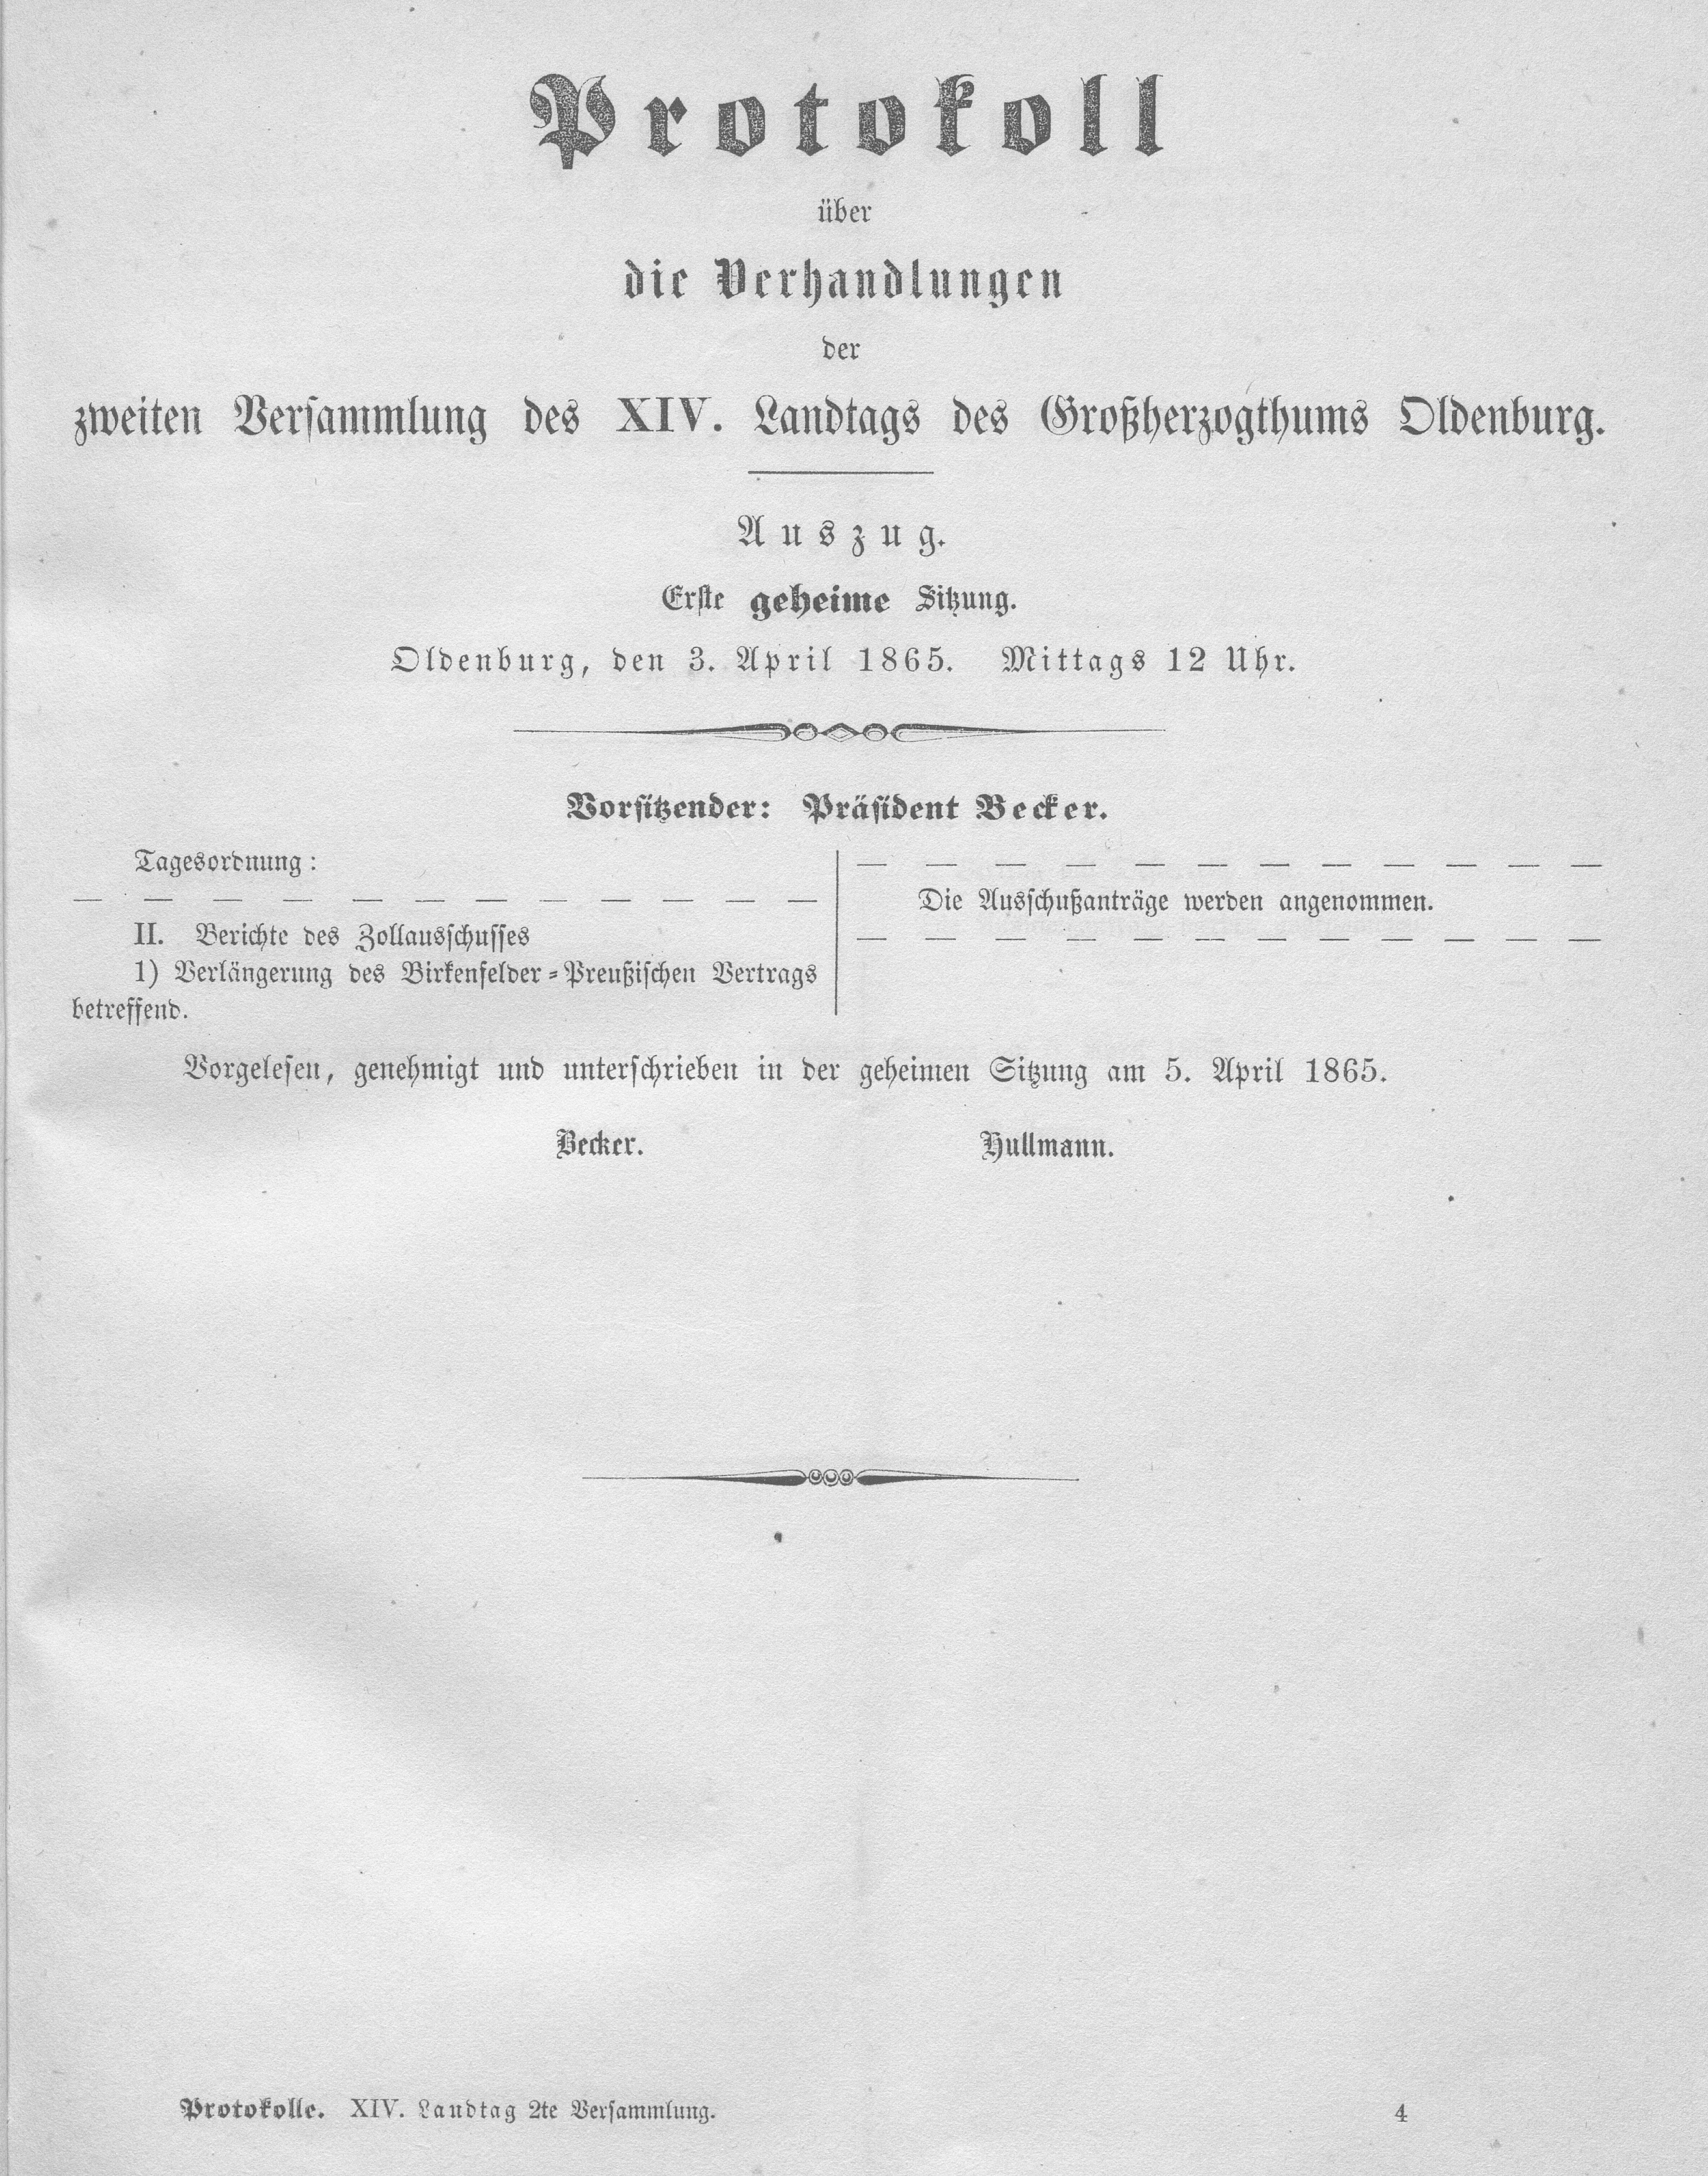 Protokoll
über
die Verhandlungen
der
zweiten Versammlung des XIV. Landtags des Großherzogthums Oldenburg.
Auszug.
Erste geheime Sitzung.
Oldenburg, den 3. April 1865. Mittags 12 Uhr.
Vorsitzender: Präsident Becker.
Tagesordnung:
— — — — — — — — — — —
II. Berichte des Zollausschusses
1) Verlängerung des Birkenfelder-Preußischen Vertrags
betreffend.
— — — — — — — — — — —
Die Ausschußanträge werden angenommen.
— — — — — — — — — — —
Vorgelesen, genehmigt und unterschrieben in der geheimen Sitzung am 5. April 1865.
Becker. Hullmann.
Protokolle. XIV. Landtag 2te Versammlung. 4